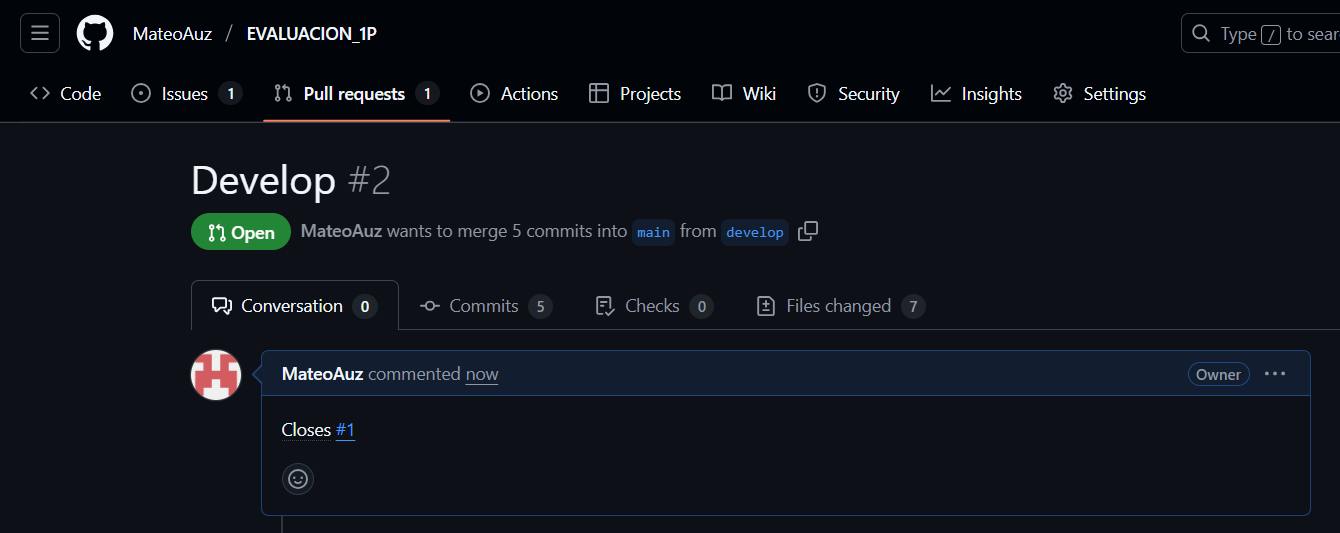 MateoAuz / EVALUACION_1P
Type / to sear
Code Issues 1 Pull requests 1 Actions Projects Wiki Security Insights Settings
Develop #2
Open MateoAuz wants to merge 5 commits into main from develop
Conversation 0 Commits 5 Checks 0 Files changed 7
MateoAuz commented now Owner
Closes #1